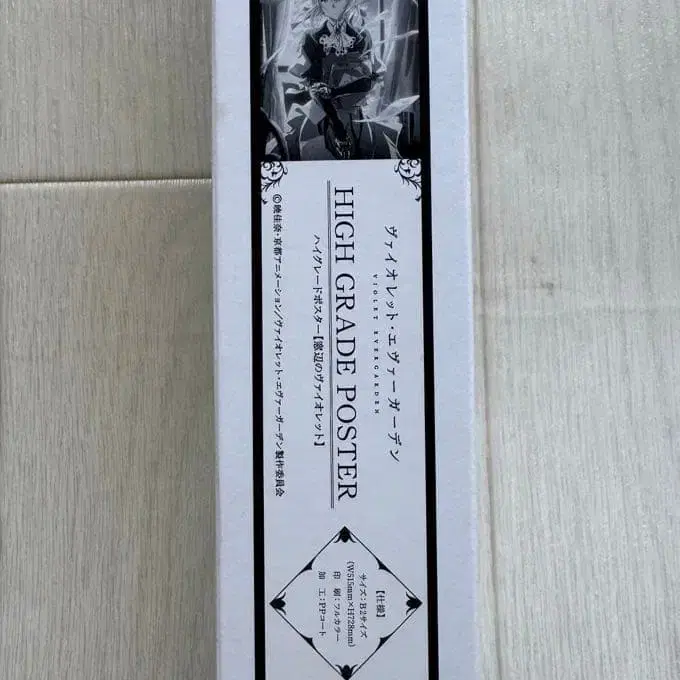 ヴァイオレット・エヴァーガーデン
VIOLET EVERGARDEN
HIGH GRADE POSTER
ハイグレードポスター【窓辺のヴァイオレット】
©暁佳奈・京都アニメーション/ヴァイオレット・エヴァーガーデン製作委員会
【仕様】
サイズ:B2サイズ
(W515mm×H728mm)
印 刷:フルカラー
加 工:PPコート